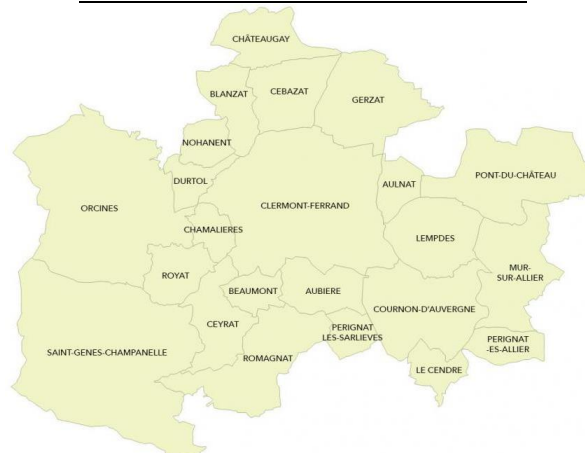 CHÂTEAUGAY
BLANZAT
CEBAZAT
GERZAT
NOHANENT
DURTOL
AULNAT
PONT-DU-CHÂTEAU
ORCINES
CLERMONT-FERRAND
CHAMALIERES
LEMPDES
ROYAT
MUR-
SUR-ALLIER
BEAUMONT
AUBIERE
COURNON-D'AUVERGNE
CEYRAT
PERIGNAT
LES-SARLIEVES
PERIGNAT
-ES-ALLIER
SAINT-GENES-CHAMPANELLE
ROMAGNAT
LE CENDRE